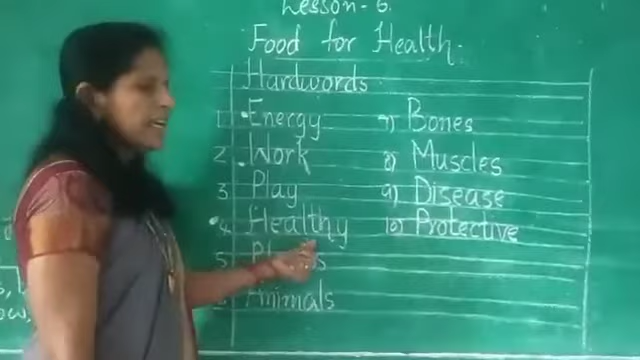 Lesson - 6.
Food for Health.
Hardwords
1) Energy
2. Work
3 Play
4. Healthy
5
6 Animals
7) Bones
8) Muscles
9) Disease
10) Protective